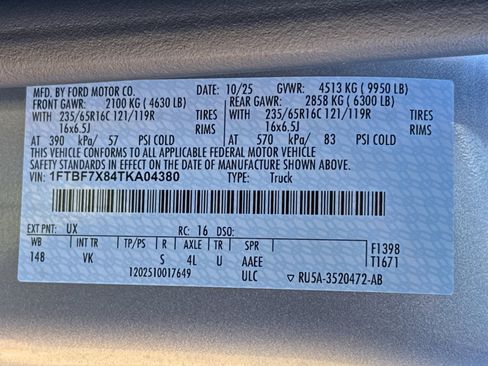 MFD. BY FORD MOTOR CO. DATE: 10/25 GVWR: 4513 KG ( 9950 LB)
FRONT GAWR: 2100 KG ( 4630 LB) REAR GAWR: 2858 KG ( 6300 LB)
235/65R16C 121/119R TIRES 235/65R16C 121/119R TIRES
16x6.5J RIMS 16x6.5J RIMS
AT 390 kPa/ 57 PSI COLD AT 570 kPa/ 83 PSI COLD
THIS VEHICLE CONFORMS TO ALL APPLICABLE FEDERAL MOTOR VEHICLE
SAFETY STANDARDS IN EFFECT ON THE DATE OF MANUFACTURE SHOWN ABOVE.
VIN: 1FTBF7X84TKA04380 TYPE: Truck
EXT PNT: UX RC: 16 DSO:
WB INT TR TP/PS R AXLE TR SPR F1398
148 VK S 4L U AAEE T1671
1202510017649 ULC ▽ RU5A-3520472-AB